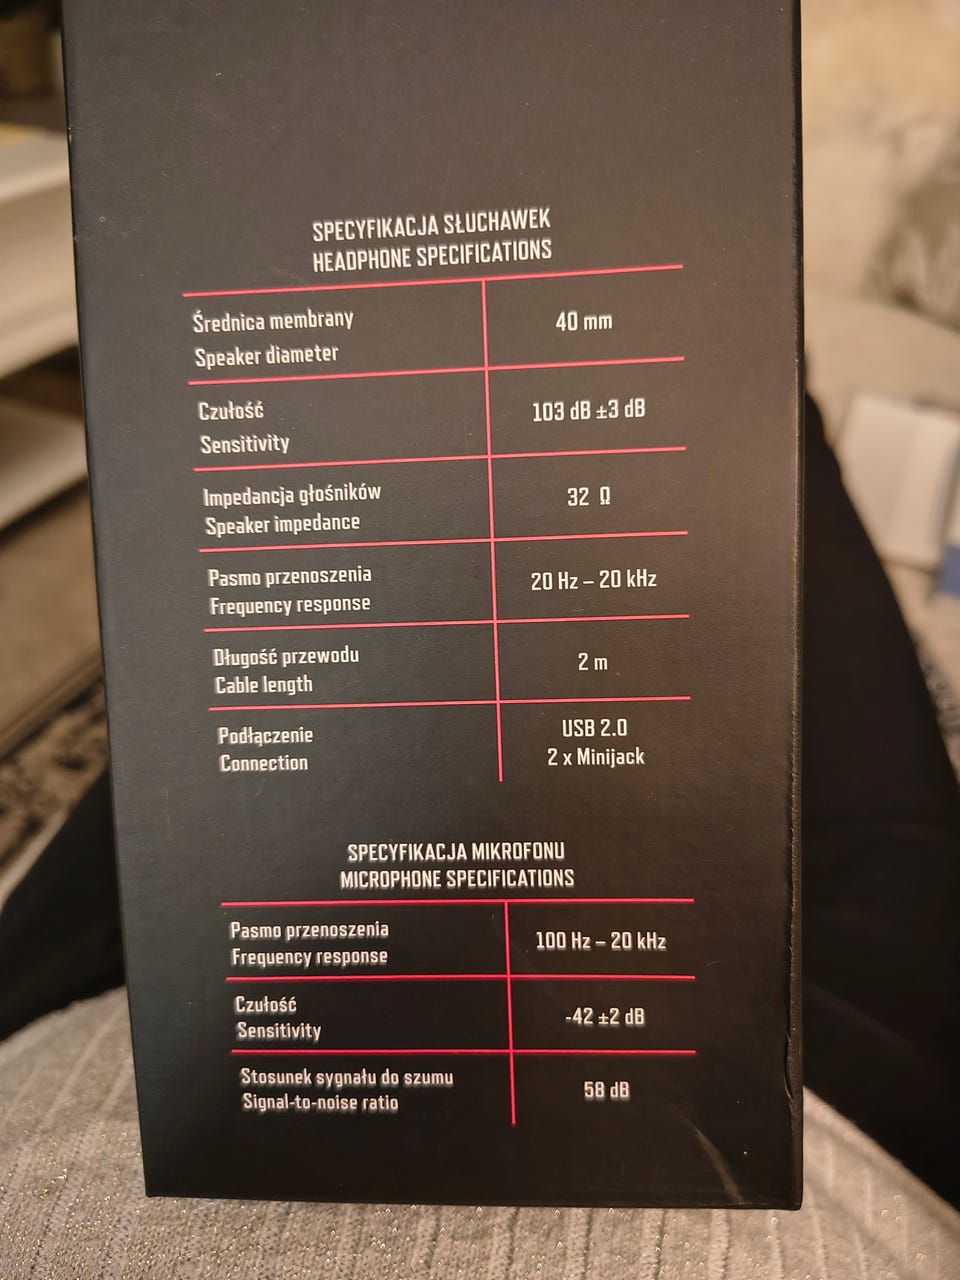 SPECYFIKACJA SŁUCHAWEK
HEADPHONE SPECIFICATIONS
Średnica membrany
Speaker diameter
40 mm
Czułość
Sensitivity
103 dB ±3 dB
Impedancja głośników
Speaker impedance
32 Ω
Pasmo przenoszenia
Frequency response
20 Hz – 20 kHz
Długość przewodu
Cable length
2 m
Podłączenie
Connection
USB 2.0
2 x Minijack
SPECYFIKACJA MIKROFONU
MICROPHONE SPECIFICATIONS
Pasmo przenoszenia
Frequency response
100 Hz – 20 kHz
Czułość
Sensitivity
-42 ±2 dB
Stosunek sygnału do szumu
Signal-to-noise ratio
58 dB